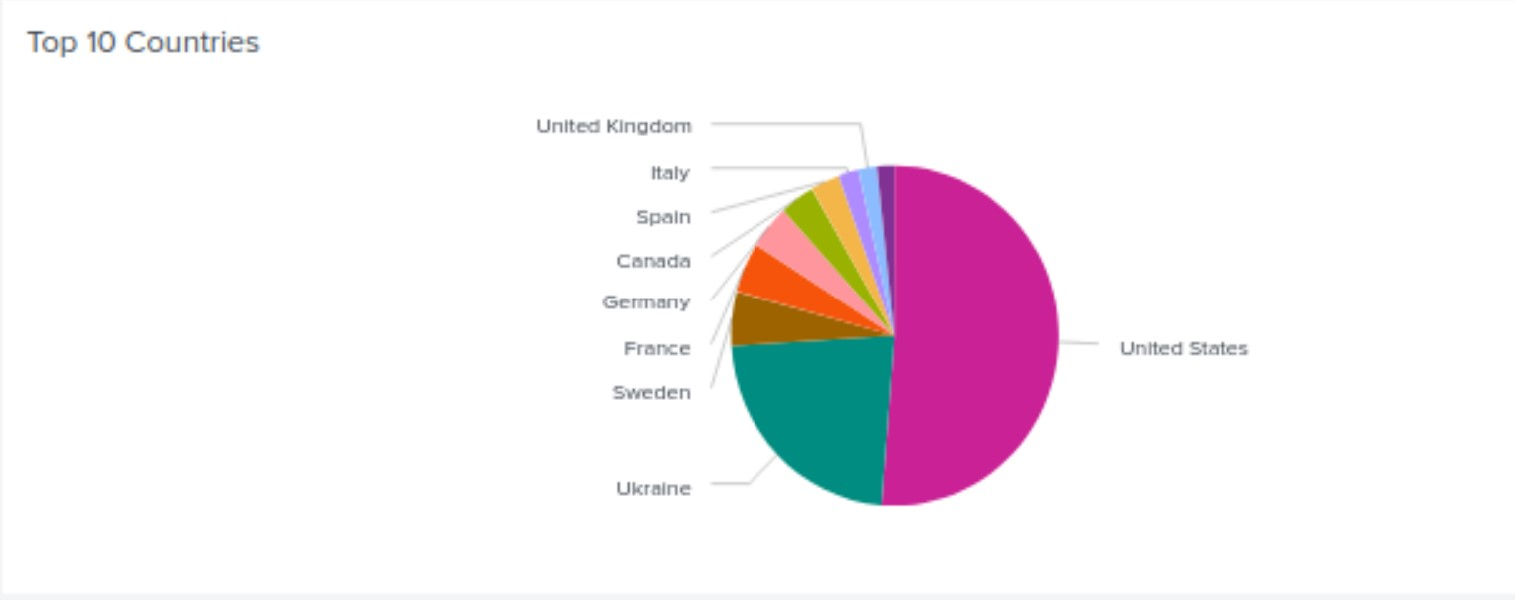 Top 10 Countries
United Kingdom
Italy
Spain
Canada
Germany
France
United States
Sweden
Ukraine